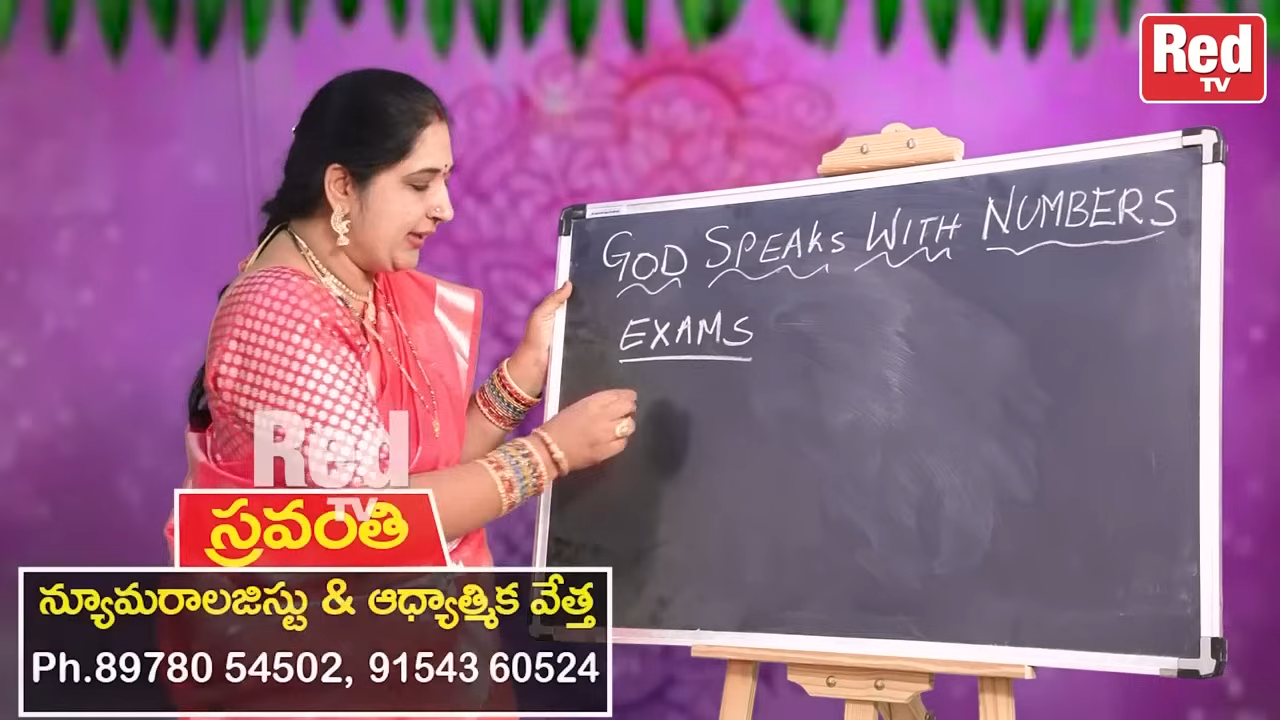 Red
TV
GOD SPEAKS WITH NUMBERS
EXAMS
Red
TV
స్రవంతి
న్యూమరాలజిస్టు & ఆధ్యాత్మిక వేత్త
Ph.89780 54502, 91543 60524